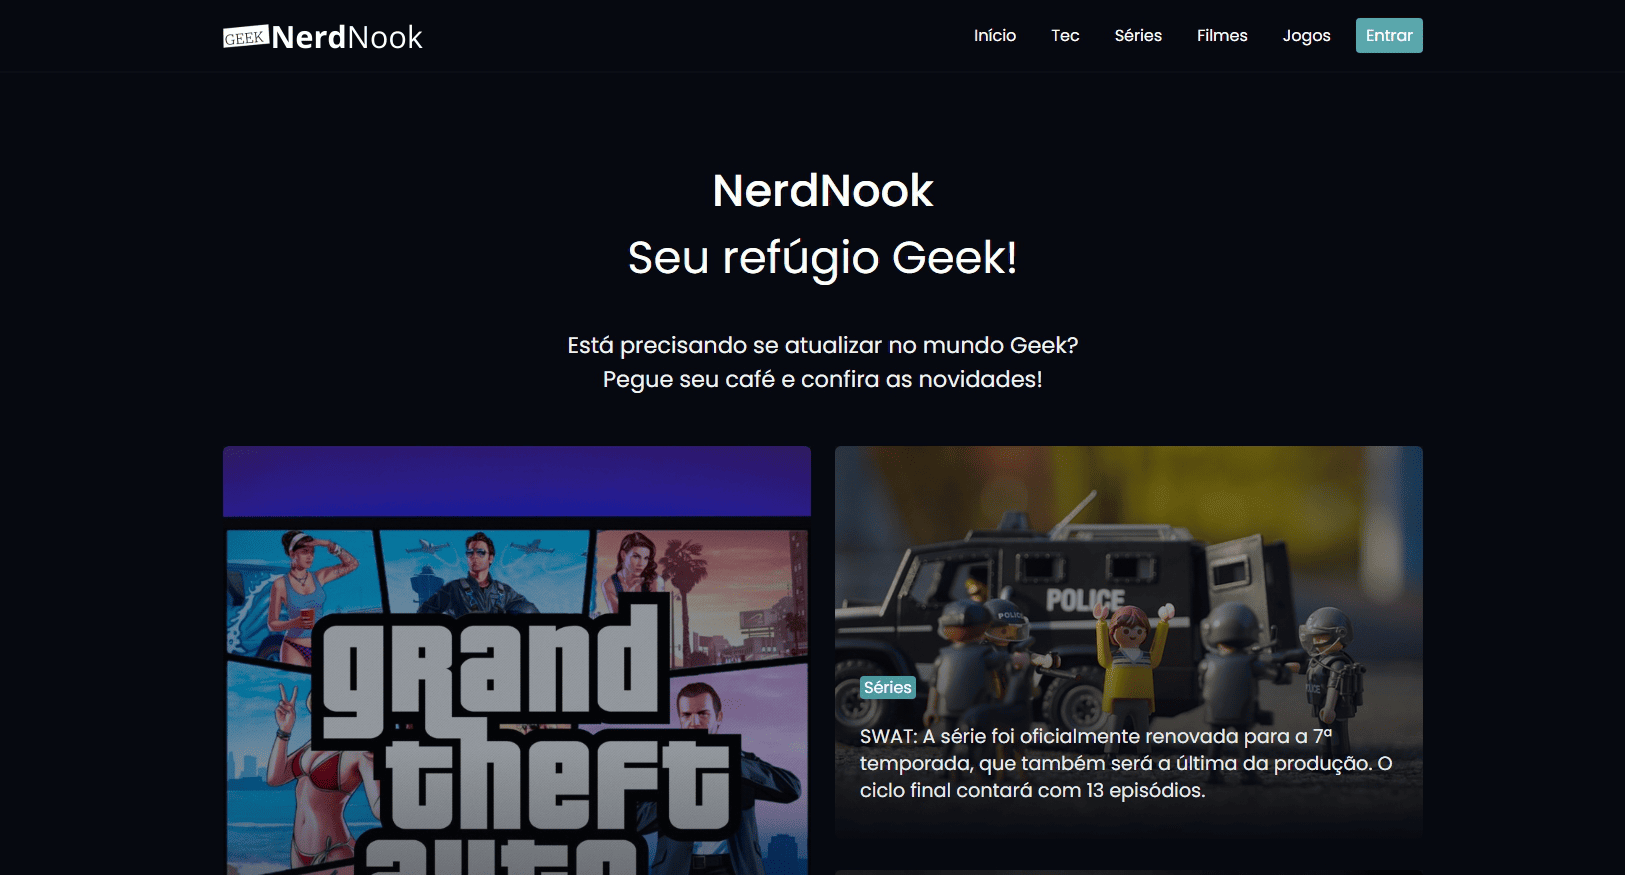 GEEK NerdNook
Início Tec Séries Filmes Jogos Entrar
NerdNook
Seu refúgio Geek!
Está precisando se atualizar no mundo Geek?
Pegue seu café e confira as novidades!
grand
theft
auto
POLICE
POLICE
POLICE
Séries
SWAT: A série foi oficialmente renovada para a 7ª
temporada, que também será a última da produção. O
ciclo final contará com 13 episódios.